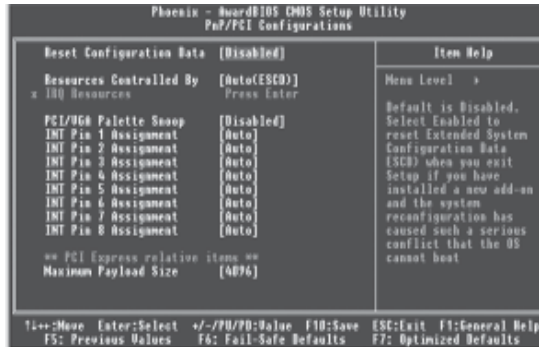 Phoenix - AwardBIOS CMOS Setup Utility
PnP/PCI Configurations
Reset Configuration Data [Disabled]
Resources Controlled By [Auto(ESCD)]
x IRQ Resources Press Enter
PCI/VGA Palette Snoop [Disabled]
INT Pin 1 Assignment [Auto]
INT Pin 2 Assignment [Auto]
INT Pin 3 Assignment [Auto]
INT Pin 4 Assignment [Auto]
INT Pin 5 Assignment [Auto]
INT Pin 6 Assignment [Auto]
INT Pin 7 Assignment [Auto]
INT Pin 8 Assignment [Auto]
** PCI Express relative items **
Maximum Payload Size [4096]
Item Help
Menu Level ▸
Default is Disabled.
Select Enabled to
reset Extended System
Configuration Data
ESCD) when you exit
Setup if you have
installed a new add-on
and the system
reconfiguration has
caused such a serious
conflict that the OS
cannot boot
↑↓→←:Move Enter:Select +/-/PU/PD:Value F10:Save ESC:Exit F1:General Help
F5: Previous Values F6: Fail-Safe Defaults F7: Optimized Defaults